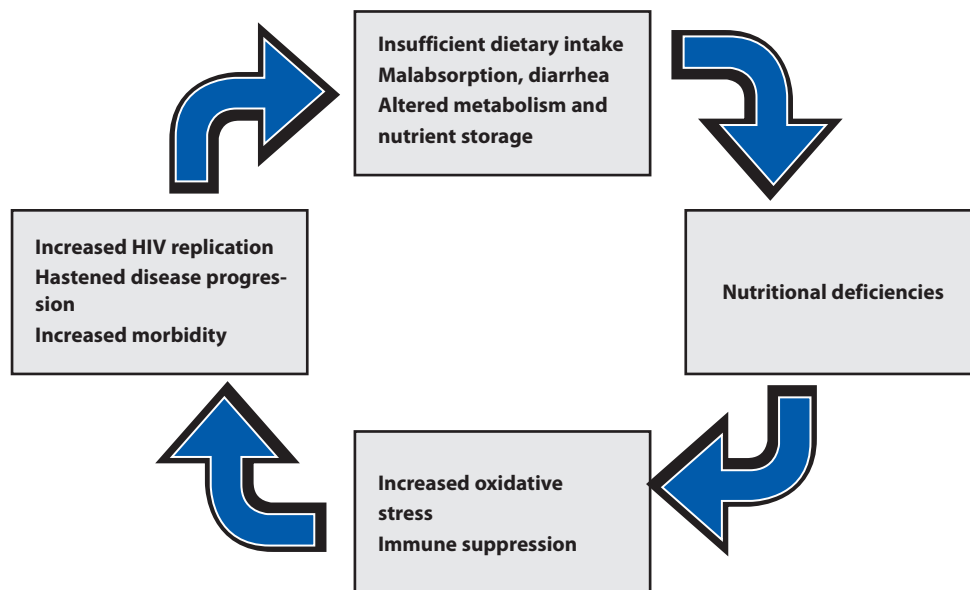 Insufficient dietary intake
Malabsorption, diarrhea
Altered metabolism and
nutrient storage
Increased HIV replication
Hastened disease progres-
sion
Increased morbidity
Nutritional deficiencies
Increased oxidative
stress
Immune suppression